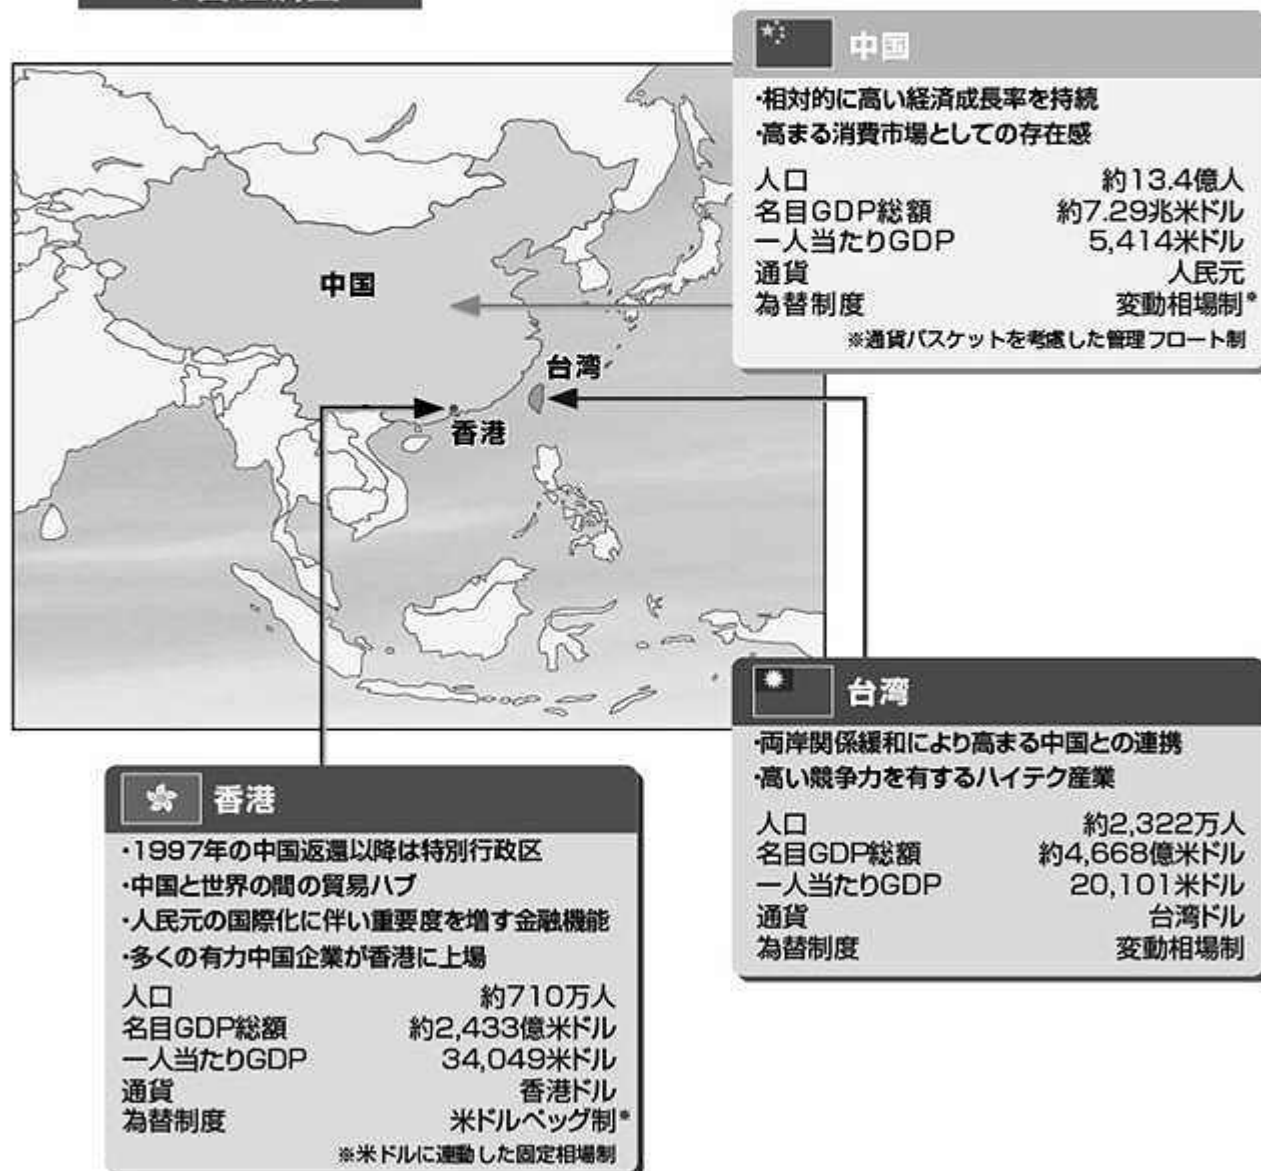 中国
・相対的に高い経済成長率を持続
・高まる消費市場としての存在感
人口 約13.4億人
名目GDP総額 約7.29兆米ドル
一人当たりGDP 5,414米ドル
通貨 人民元
為替制度 変動相場制※
※通貨バスケットを考慮した管理フロート制
中国
台湾
香港
台湾
・両岸関係緩和により高まる中国との連携
・高い競争力を有するハイテク産業
人口 約2,322万人
名目GDP総額 約4,668億米ドル
一人当たりGDP 20,101米ドル
通貨 台湾ドル
為替制度 変動相場制
香港
・1997年の中国返還以降は特別行政区
・中国と世界の間の貿易ハブ
・人民元の国際化に伴い重要度を増す金融機能
・多くの有力中国企業が香港に上場
人口 約710万人
名目GDP総額 約2,433億米ドル
一人当たりGDP 34,049米ドル
通貨 香港ドル
為替制度 米ドルペッグ制※
※米ドルに連動した固定相場制